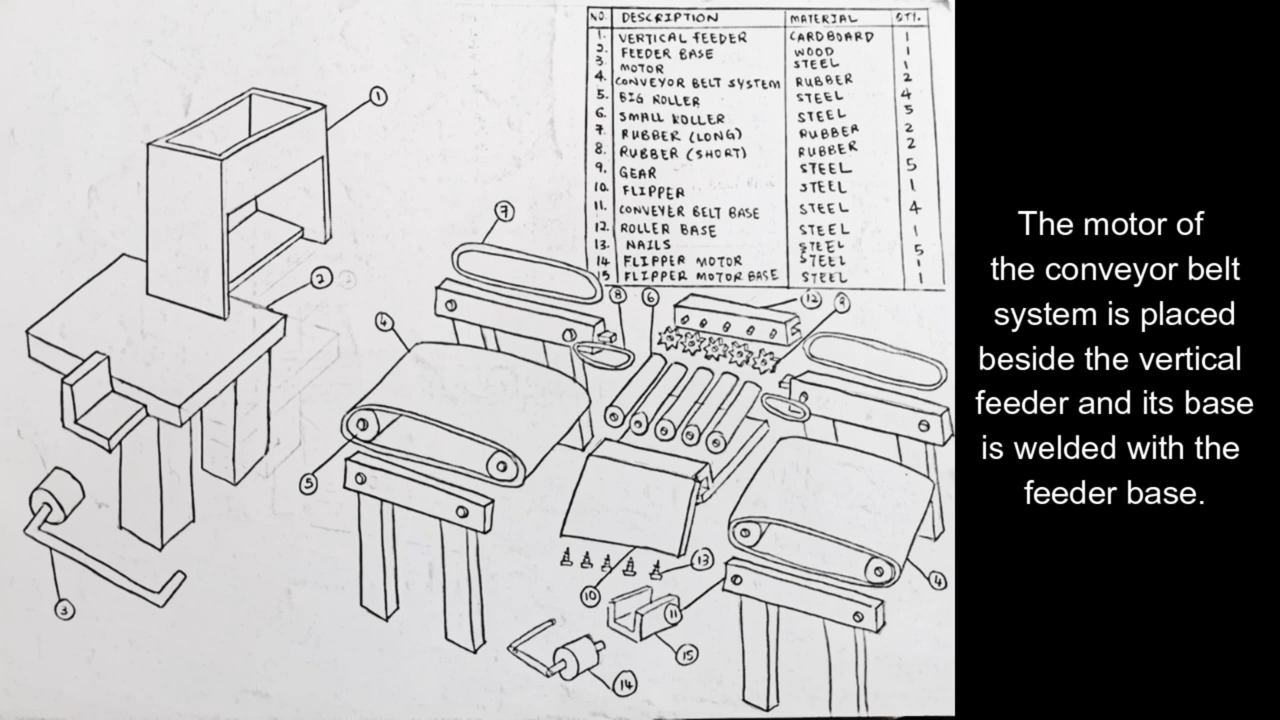 NO. DESCRIPTION MATERIAL QTY.
1. VERTICAL FEEDER CARDBOARD 1
2. FEEDER BASE WOOD 1
3. MOTOR STEEL 1
4. CONVEYOR BELT SYSTEM RUBBER 2
5. BIG ROLLER STEEL 4
6. SMALL ROLLER STEEL 5
7. RUBBER (LONG) RUBBER 2
8. RUBBER (SHORT) RUBBER 2
9. GEAR STEEL 5
10. FLIPPER STEEL 1
11. CONVEYER BELT BASE STEEL 4
12. ROLLER BASE STEEL 1
13. NAILS STEEL 5
14 FLIPPER MOTOR STEEL 1
15 FLIPPER MOTOR BASE STEEL 1
1
2
7
4
8
6
12
9
5
3
10
13
11
4
15
14
The motor of
the conveyor belt
system is placed
beside the vertical
feeder and its base
is welded with the
feeder base.